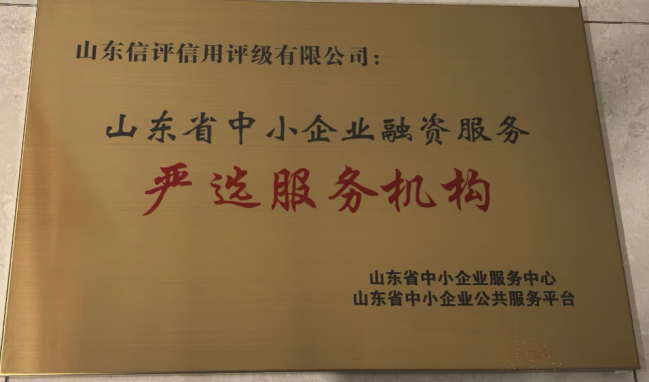 山东信评信用评级有限公司：
山东省中小企业融资服务
严选服务机构
山东省中小企业服务中心
山东省中小企业公共服务平台